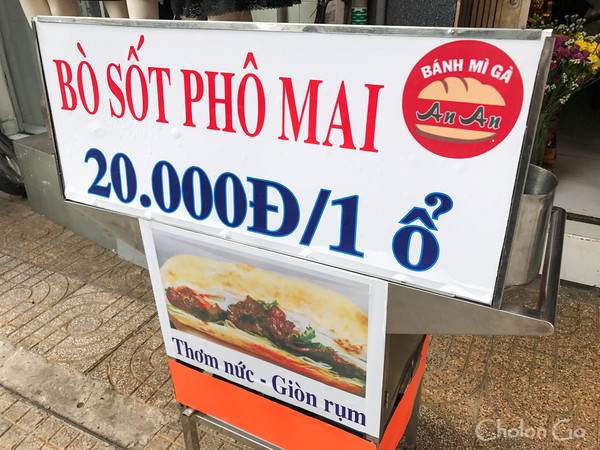 BÒ SỐT PHÔ MAI
BÁNH MÌ GÀ
An An
20.000Đ/1 ổ
Thơm nức - Giòn rụm
Cholon Go